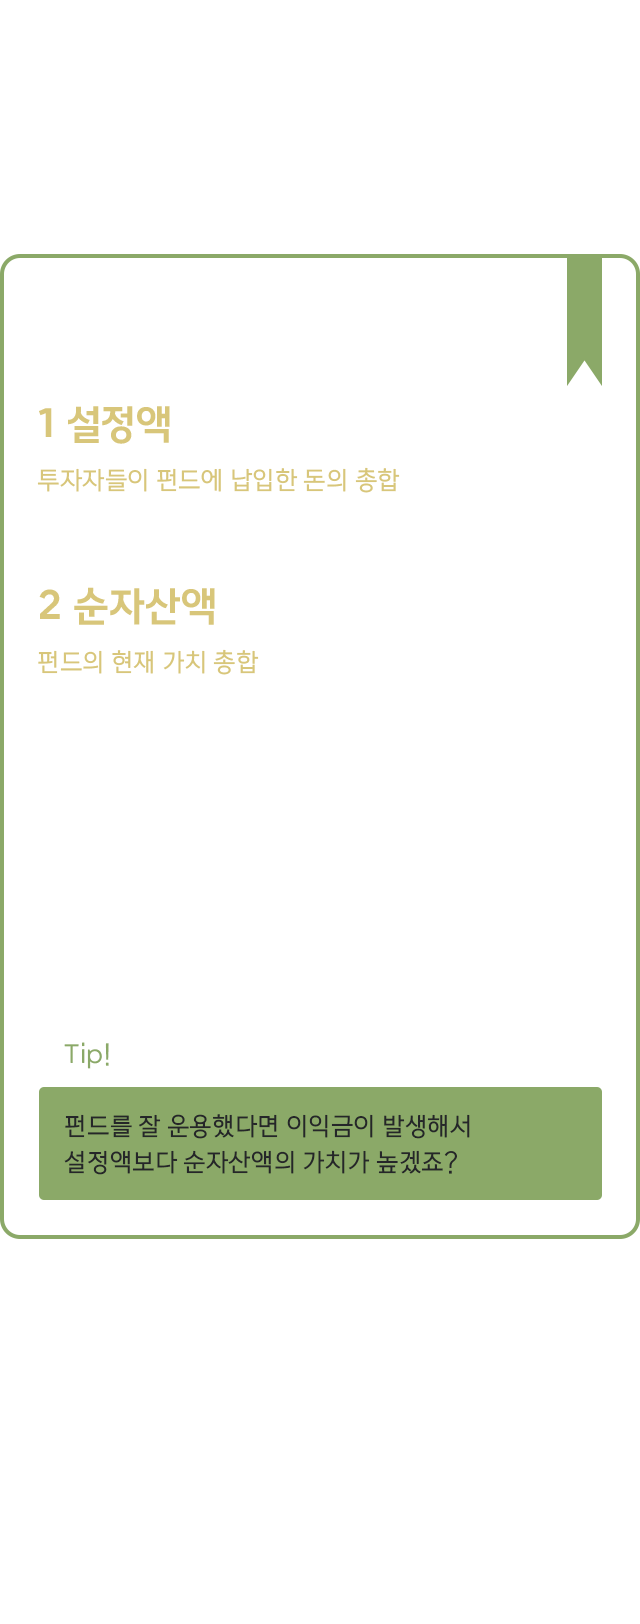 1 설정액
투자자들이 펀드에 납입한 돈의 총합
2 순자산액
펀드의 현재 가치 총합
Tip!
펀드를 잘 운용했다면 이익금이 발생해서
설정액보다 순자산액의 가치가 높겠죠?